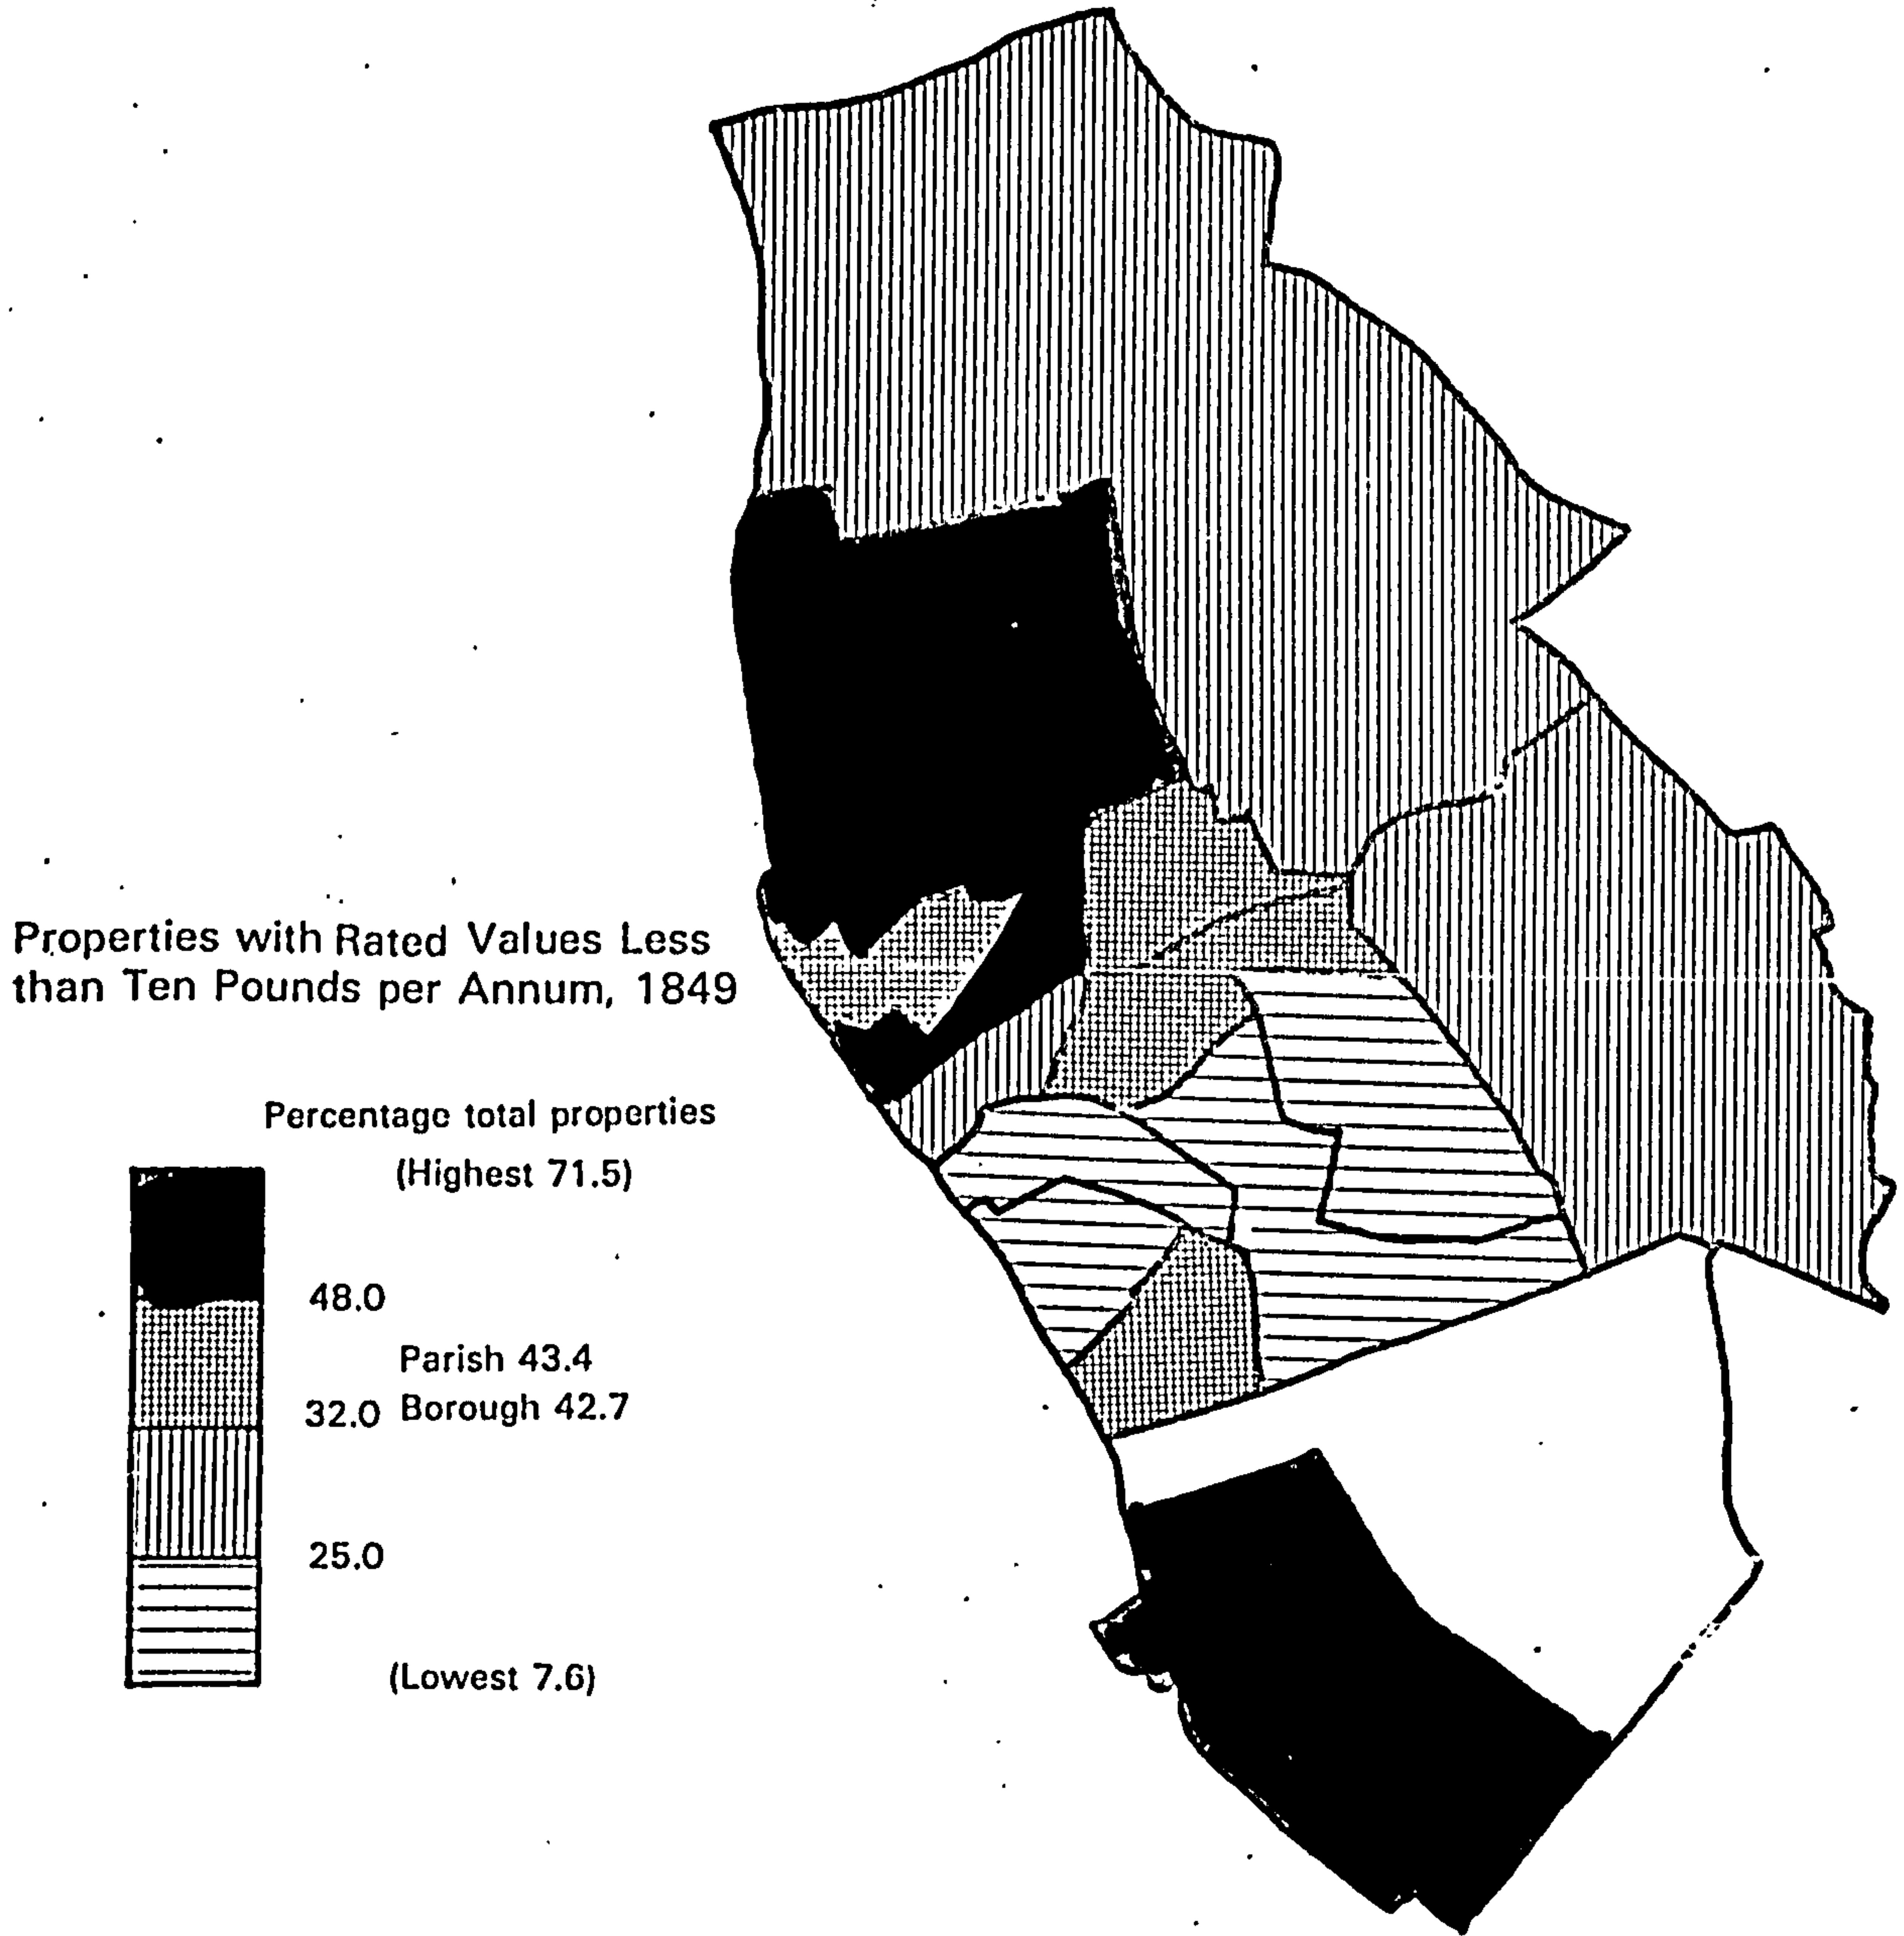 Properties with Rated Values Less
than Ten Pounds per Annum, 1849
Percentage total properties
(Highest 71.5)
48.0
Parish 43.4
32.0 Borough 42.7
25.0
(Lowest 7.6)